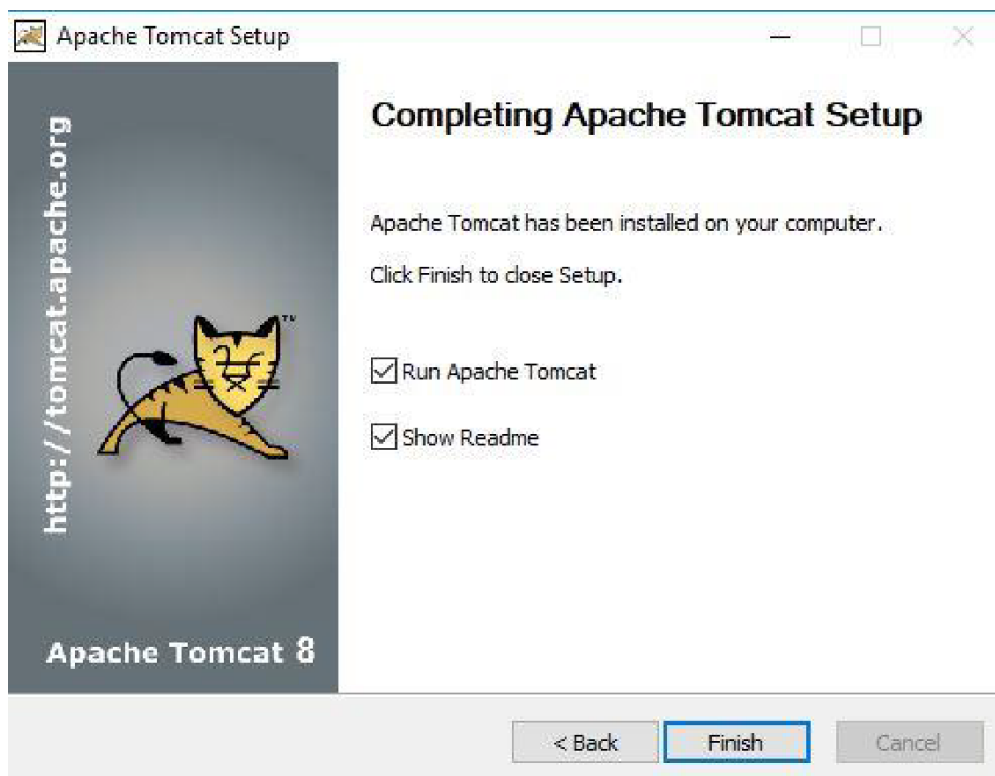 Apache Tomcat Setup
http://tomcat.apache.org
TM
Apache Tomcat 8
Completing Apache Tomcat Setup
Apache Tomcat has been installed on your computer.
Click Finish to close Setup.
Run Apache Tomcat
Show Readme
< Back
Finish
Cancel